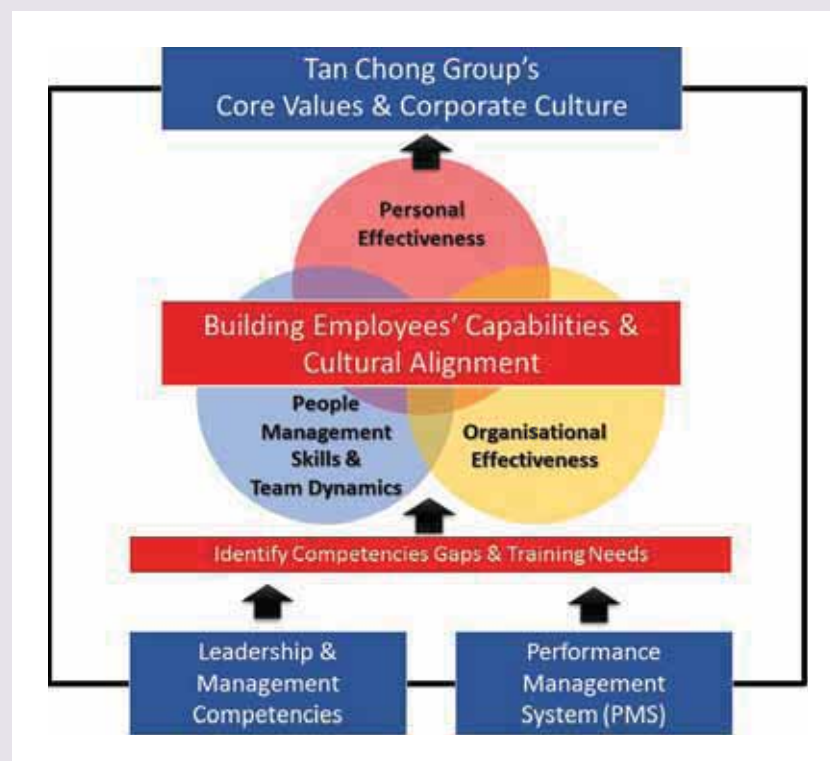 Tan Chong Group's
Core Values & Corporate Culture
Personal
Effectiveness
Building Employees' Capabilities &
Cultural Alignment
People
Management
Skills &
Team Dynamics
Organisational
Effectiveness
Identify Competencies Gaps & Training Needs
Leadership &
Management
Competencies
Performance
Management
System (PMS)